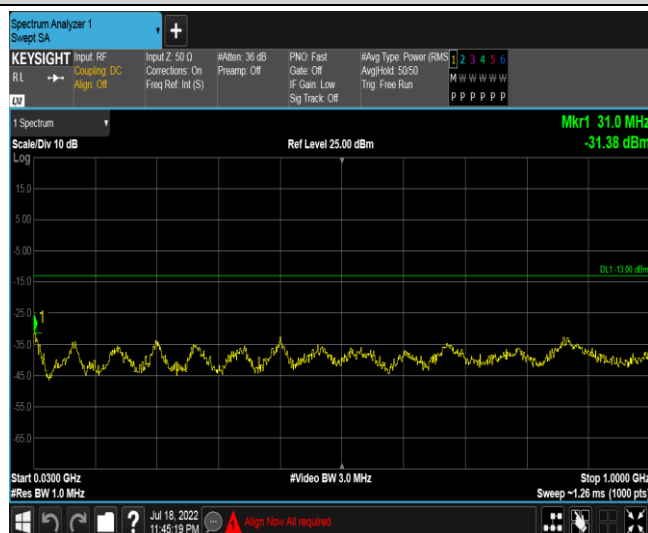 Spectrum Analyzer 1
Swept SA
+
KEYSIGHT
RL
LXI
Input: RF
Coupling: DC
Align: Off
Input Z: 50 Ω
Corrections: On
Freq Ref: Int (S)
#Atten: 36 dB
Preamp: Off
PNO: Fast
Gate: Off
IF Gain: Low
Sig Track: Off
#Avg Type: Power (RMS
Avg|Hold: 50/50
Trig: Free Run
1 2 3 4 5 6
M W W W W W
P P P P P P
1 Spectrum
Scale/Div 10 dB
Ref Level 25.00 dBm
Mkr1 31.0 MHz
-31.38 dBm
Log
15.0
5.00
-5.00
DL1 -13.00 dBm
-15.0
-25.0
1
-35.0
-45.0
-55.0
-65.0
Start 0.0300 GHz
#Video BW 3.0 MHz
Stop 1.0000 GHz
#Res BW 1.0 MHz
Sweep ~1.26 ms (1000 pts)
?
Jul 18, 2022
11:45:19 PM
1
Align Now All required